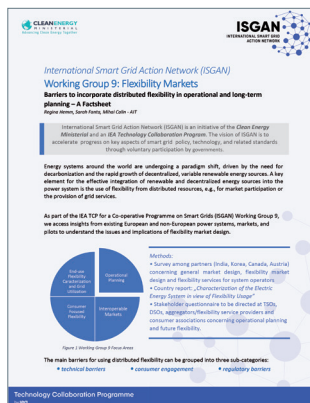 CLEANENERGY
MINISTERIAL
Advancing Clean Energy Together
ISGAN
INTERNATIONAL SMART GRID
ACTION NETWORK
International Smart Grid Action Network (ISGAN)
Working Group 9: Flexibility Markets
Barriers to incorporate distributed flexibility in operational and long-term
planning – A Factsheet
Regina Hemm, Sarah Fanta, Mihai Calin - AIT
International Smart Grid Action Network (ISGAN) is an initiative of the Clean Energy
Ministerial and an IEA Technology Collaboration Program. The vision of ISGAN is to
accelerate progress on key aspects of smart grid policy, technology, and related standards
through voluntary participation by governments.
Energy systems around the world are undergoing a paradigm shift, driven by the need for
decarbonization and the rapid growth of decentralized, variable renewable energy sources. A key
element for the effective integration of renewable and decentralized energy sources into the
power system is the use of flexibility from distributed resources, e.g., for market participation or
the provision of grid services.
As part of the IEA TCP for a Co-operative Programme on Smart Grids (ISGAN) Working Group 9,
we access insights from existing European and non-European power systems, markets, and
pilots to understand the issues and implications of flexibility market design.
End-use
Flexibility
Characterization
and Grid
Utilisation
Operational
Planning
Consumer
Focused
Flexibility
Interoperable
Markets
Figure 1 Working Group 9 Focus Areas
Methods:
• Survey among partners (India, Korea, Canada, Austria)
concerning general market design, flexibility market
design and flexibility services for system operators
• Country report: „Characterization of the Electric
Energy System in view of Flexibility Usage“
• Stakeholder questionnaire to be directed at TSOs,
DSOs, aggregators/flexibility service providers and
consumer associations concerning operational planning
and future flexibility.
The main barriers for using distributed flexibility can be grouped into three sub-categories:
• technical barriers
• consumer engagement
• regulatory barriers
Technology Collaboration Programme